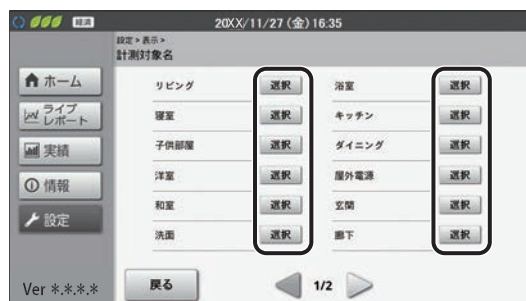 経済
20XX/11/27 (金) 16:35
設定 > 表示 >
計測対象名
ホーム
ライブ
レポート
実績
情報
設定
リビング 選択 浴室 選択
寝室 選択 キッチン 選択
子供部屋 選択 ダイニング 選択
洋室 選択 屋外電源 選択
和室 選択 玄関 選択
洗面 選択 廊下 選択
Ver *.*.*.*
戻る
1/2